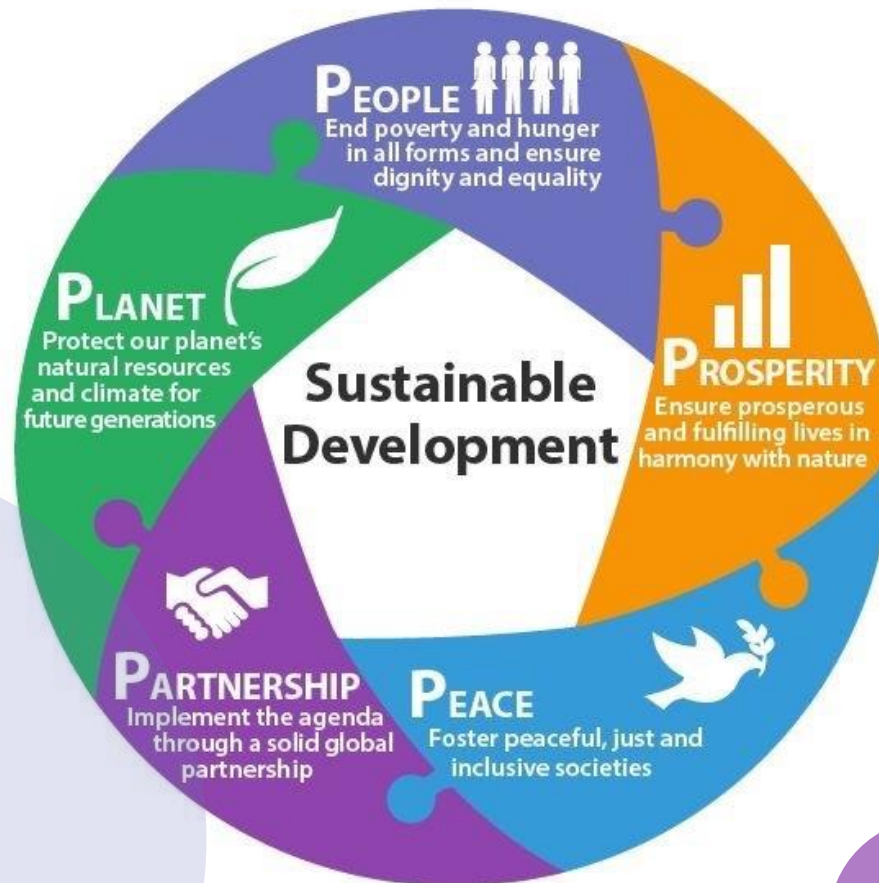 PEOPLE
End poverty and hunger
in all forms and ensure
dignity and equality
PROSPERITY
Ensure prosperous
and fulfilling lives in
harmony with nature
PEACE
Foster peaceful, just and
inclusive societies
PARTNERSHIP
Implement the agenda
through a solid global
partnership
PLANET
Protect our planet's
natural resources
and climate for
future generations
Sustainable
Development